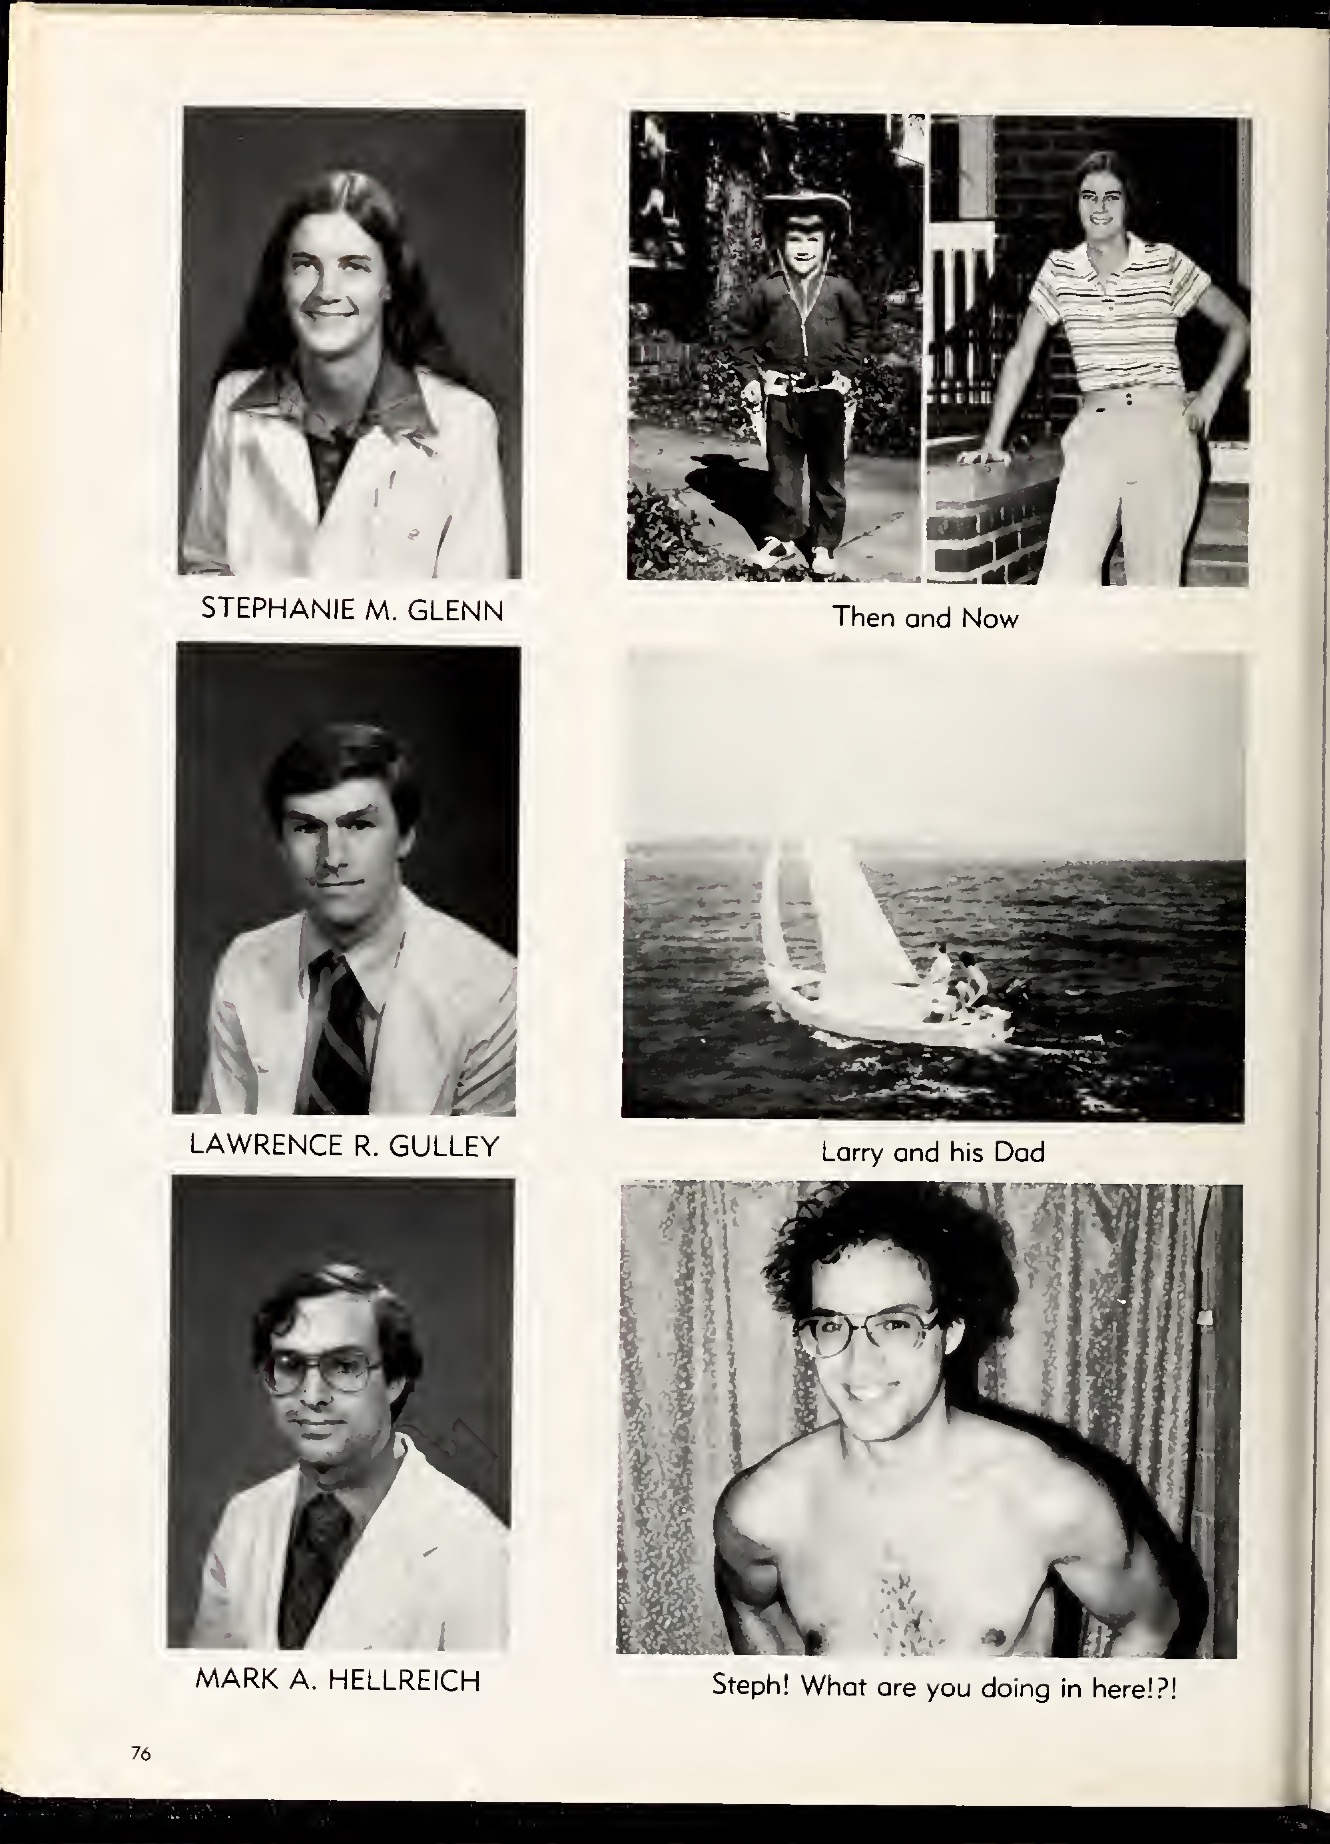 STEPHANIE M. GLENN
Then and Now
LAWRENCE R. GULLEY
Larry and his Dad
MARK A. HELLREICH
Steph! What are you doing in here!?!
76